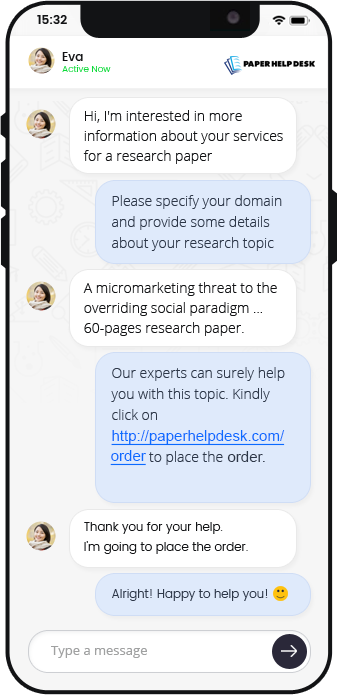 15:32
Eva
Active Now
PAPER HELP DESK
Hi, I'm interested in more
information about your services
for a research paper
Please specify your domain
and provide some details
about your research topic
A micromarketing threat to the
overriding social paradigm ...
60-pages research paper.
Our experts can surely help
you with this topic. Kindly
click on
http://paperhelpdesk.com/
order to place the order.
Thank you for your help.
I'm going to place the order.
Alright! Happy to help you! 🙂
Type a message